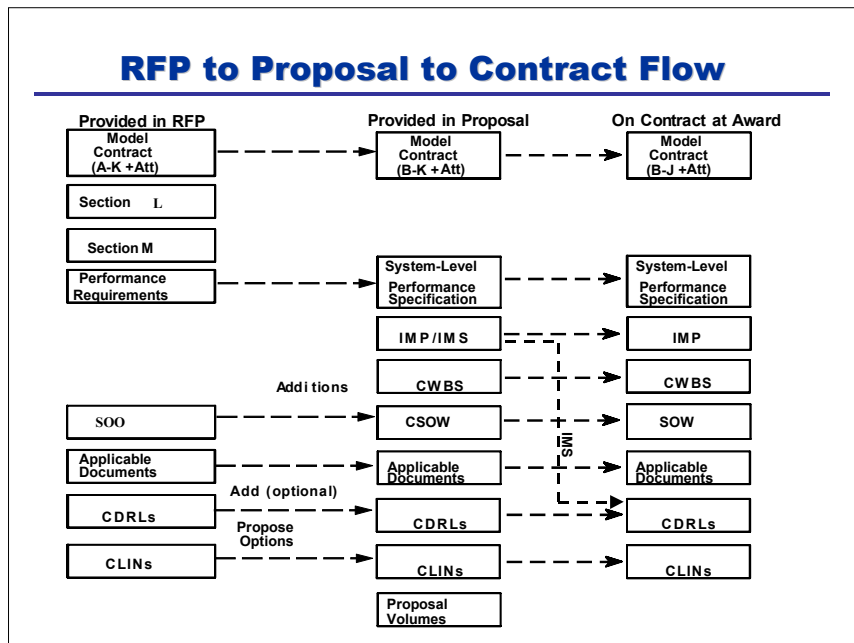 RFP to Proposal to Contract Flow
Provided in RFP
Model
Contract
(A-K +Att)
Section L
Section M
Performance
Requirements
SOO
Applicable
Documents
CDRLs
CLINs
Additions
Add (optional)
Propose
Options
Provided in Proposal
Model
Contract
(B-K +Att)
System-Level
Performance
Specification
IMP/IMS
CWBS
CSOW
Applicable
Documents
CDRLs
CLINs
Proposal
Volumes
IMS
On Contract at Award
Model
Contract
(B-J +Att)
System-Level
Performance
Specification
IMP
CWBS
SOW
Applicable
Documents
CDRLs
CLINs